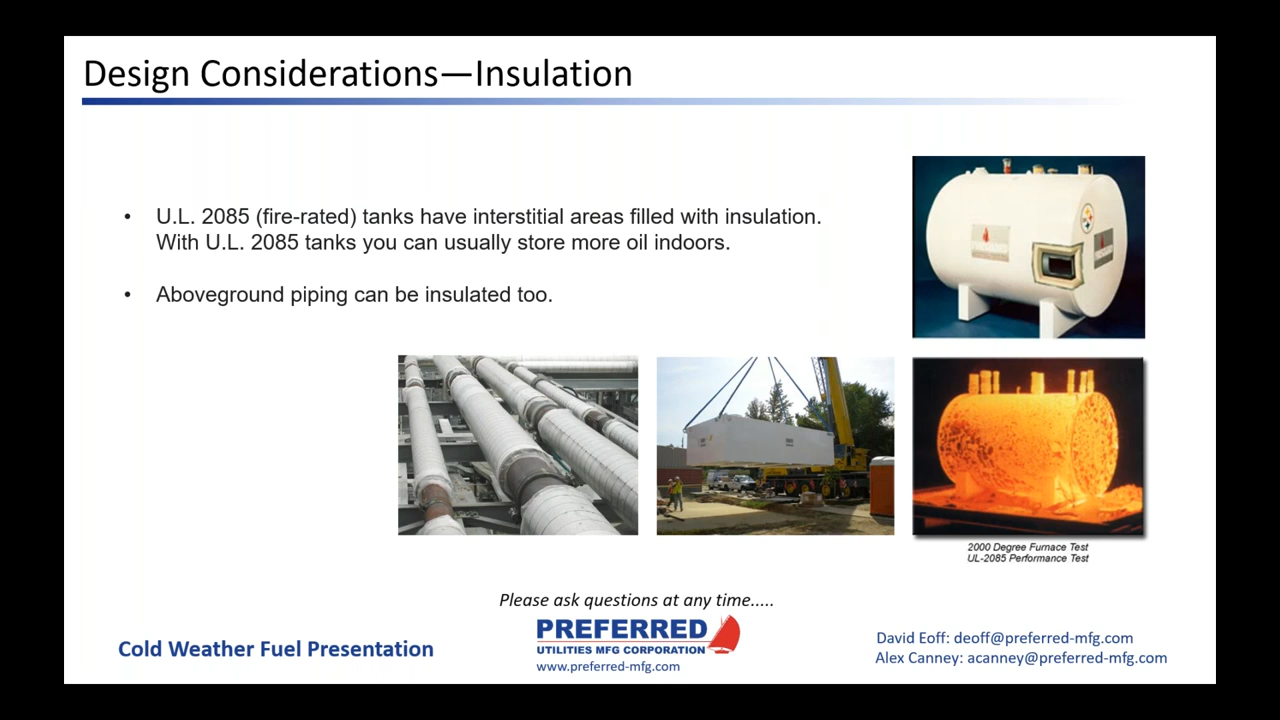 Design Considerations—Insulation
• U.L. 2085 (fire-rated) tanks have interstitial areas filled with insulation.
With U.L. 2085 tanks you can usually store more oil indoors.
• Aboveground piping can be insulated too.
2000 Degree Furnace Test
UL-2085 Performance Test
Please ask questions at any time.....
Cold Weather Fuel Presentation
PREFERRED
UTILITIES MFG CORPORATION
www.preferred-mfg.com
David Eoff: deoff@preferred-mfg.com
Alex Canney: acanney@preferred-mfg.com